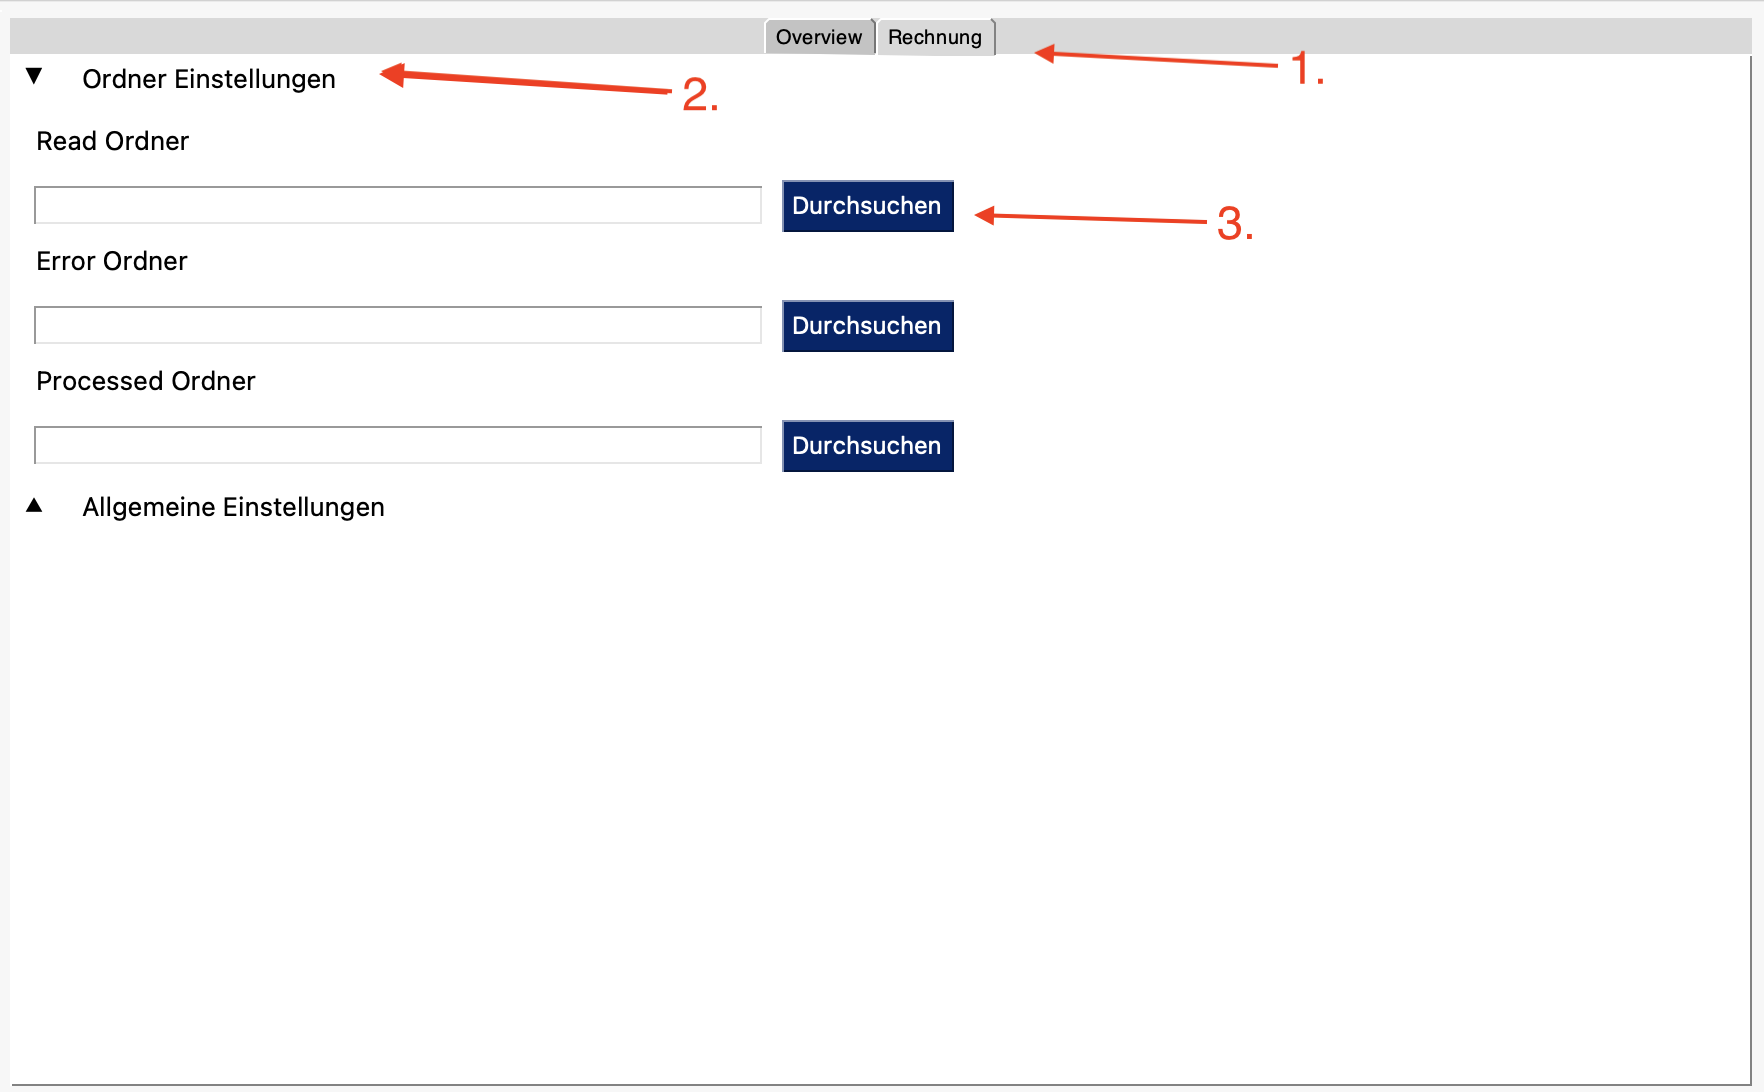 Overview Rechnung
1.
Ordner Einstellungen
2.
Read Ordner
Durchsuchen
3.
Error Ordner
Durchsuchen
Processed Ordner
Durchsuchen
Allgemeine Einstellungen